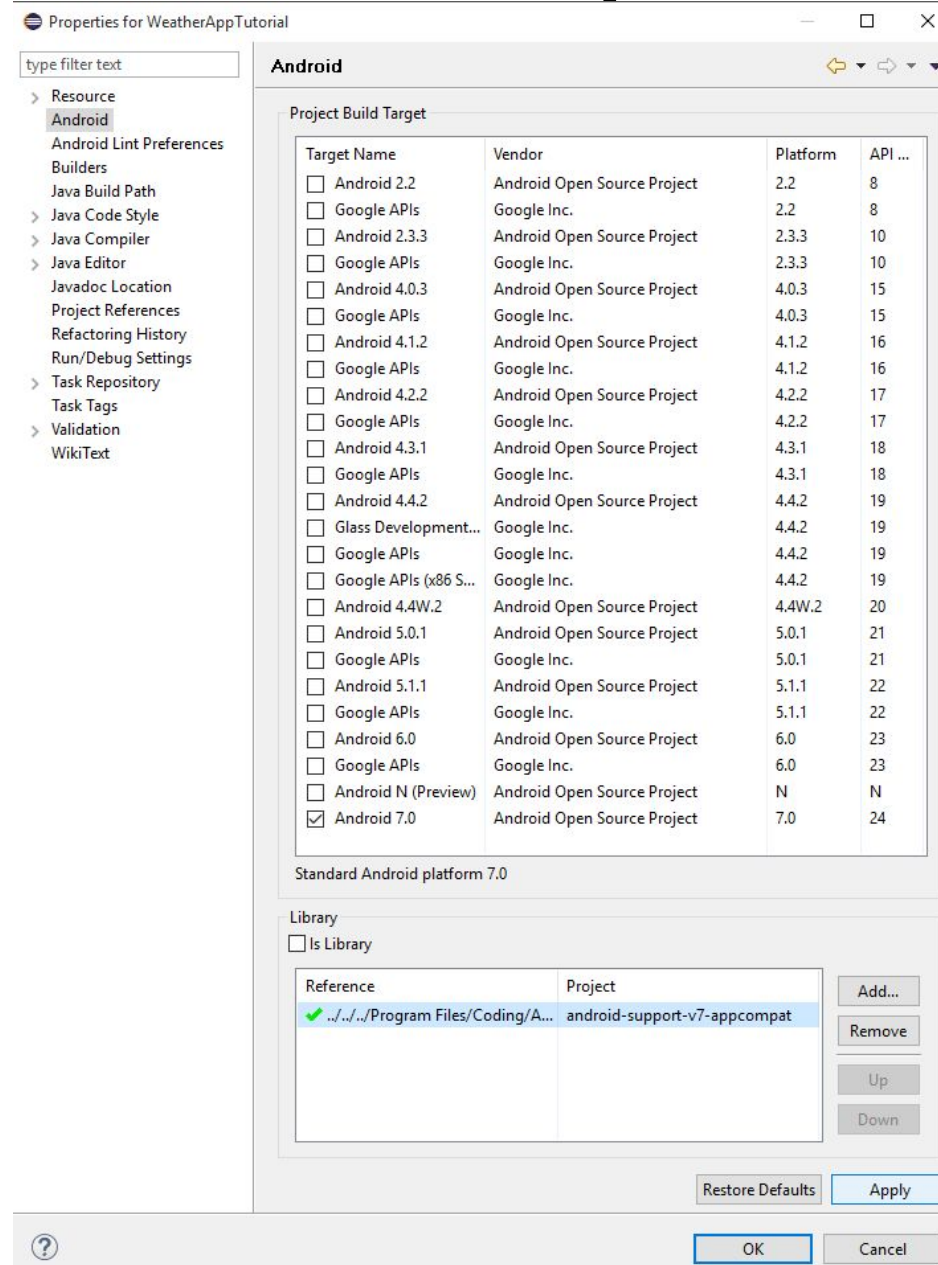 Properties for WeatherAppTutorial
type filter text
Resource
Android
Android Lint Preferences
Builders
Java Build Path
Java Code Style
Java Compiler
Java Editor
Javadoc Location
Project References
Refactoring History
Run/Debug Settings
Task Repository
Task Tags
Validation
WikiText
Android
Project Build Target
Target Name Vendor Platform API ...
Android 2.2 Android Open Source Project 2.2 8
Google APIs Google Inc. 2.2 8
Android 2.3.3 Android Open Source Project 2.3.3 10
Google APIs Google Inc. 2.3.3 10
Android 4.0.3 Android Open Source Project 4.0.3 15
Google APIs Google Inc. 4.0.3 15
Android 4.1.2 Android Open Source Project 4.1.2 16
Google APIs Google Inc. 4.1.2 16
Android 4.2.2 Android Open Source Project 4.2.2 17
Google APIs Google Inc. 4.2.2 17
Android 4.3.1 Android Open Source Project 4.3.1 18
Google APIs Google Inc. 4.3.1 18
Android 4.4.2 Android Open Source Project 4.4.2 19
Glass Development... Google Inc. 4.4.2 19
Google APIs Google Inc. 4.4.2 19
Google APIs (x86 S... Google Inc. 4.4.2 19
Android 4.4W.2 Android Open Source Project 4.4W.2 20
Android 5.0.1 Android Open Source Project 5.0.1 21
Google APIs Google Inc. 5.0.1 21
Android 5.1.1 Android Open Source Project 5.1.1 22
Google APIs Google Inc. 5.1.1 22
Android 6.0 Android Open Source Project 6.0 23
Google APIs Google Inc. 6.0 23
Android N (Preview) Android Open Source Project N N
Android 7.0 Android Open Source Project 7.0 24
Standard Android platform 7.0
Library
Is Library
Reference Project
../../../Program Files/Coding/A... android-support-v7-appcompat
Add...
Remove
Up
Down
Restore Defaults Apply
? OK Cancel